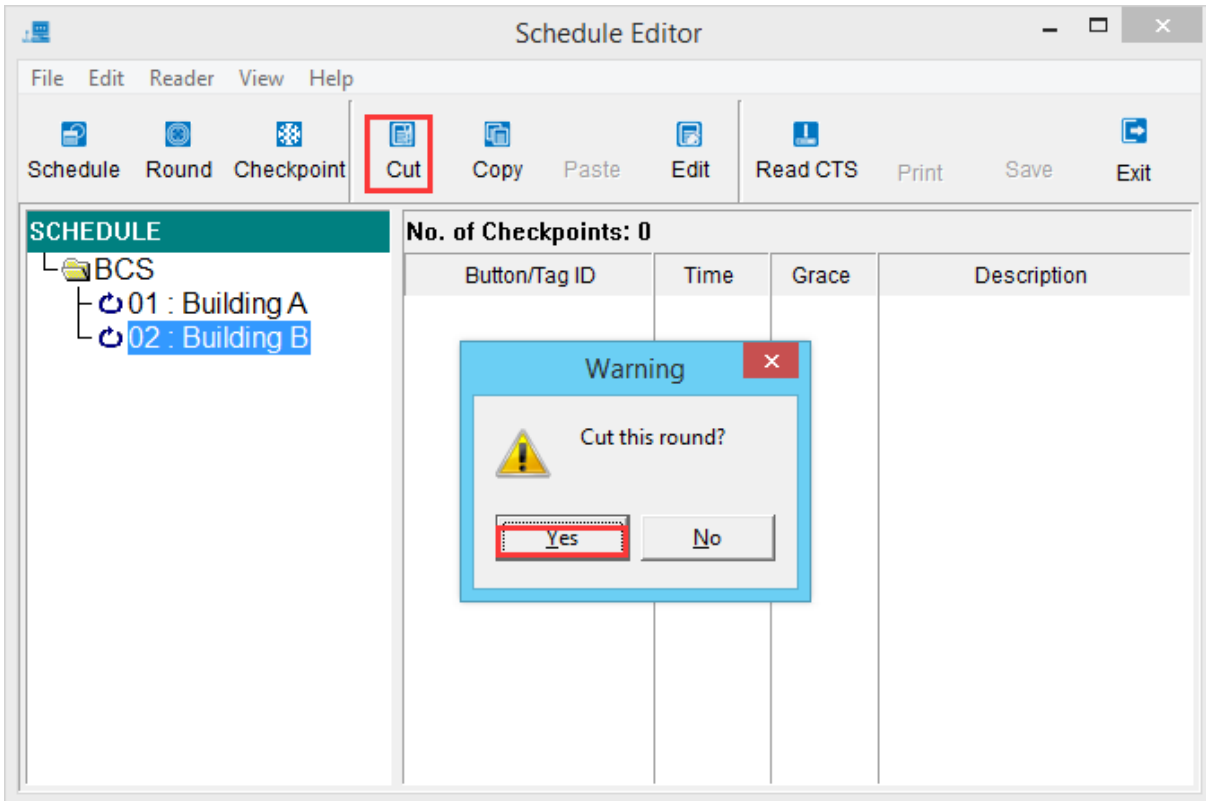 Schedule Editor
File Edit Reader View Help
Schedule Round Checkpoint Cut Copy Paste Edit Read CTS Print Save Exit
SCHEDULE
BCS
01 : Building A
02 : Building B
No. of Checkpoints: 0
Button/Tag ID Time Grace Description
Warning
Cut this round?
Yes No